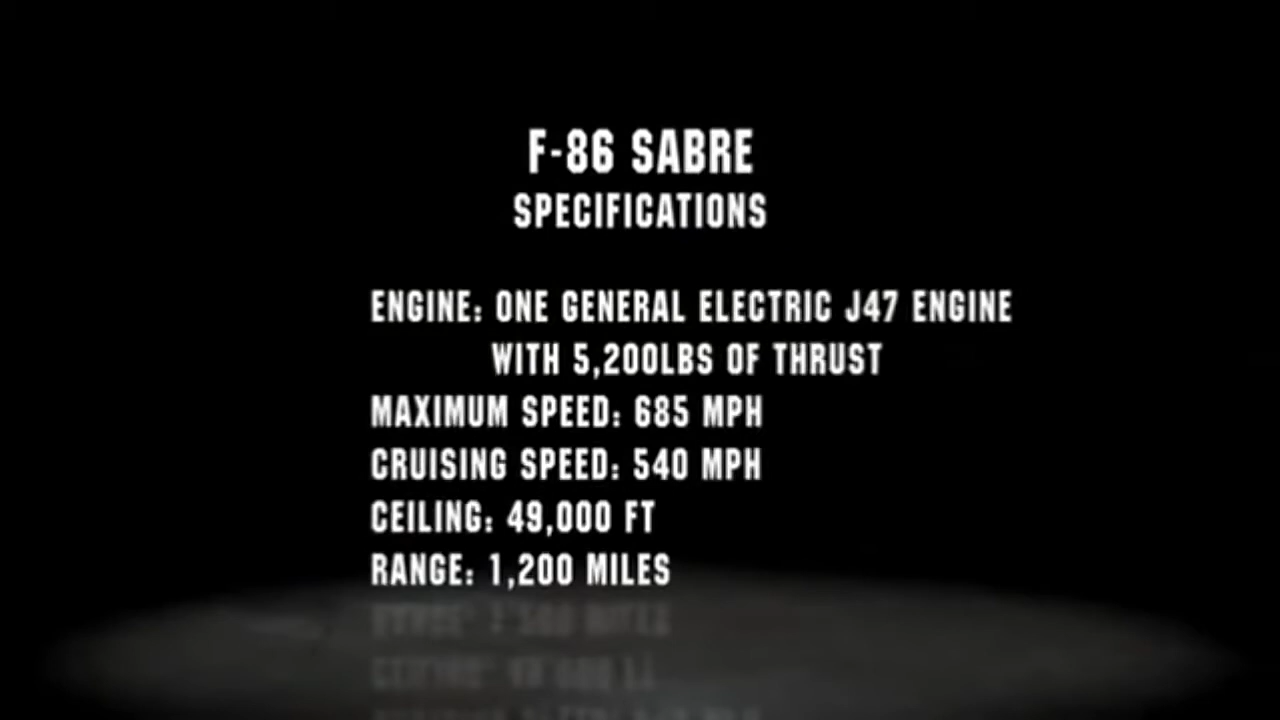 F-86 SABRE
SPECIFICATIONS
ENGINE: ONE GENERAL ELECTRIC J47 ENGINE
WITH 5,200LBS OF THRUST
MAXIMUM SPEED: 685 MPH
CRUISING SPEED: 540 MPH
CEILING: 49,000 FT
RANGE: 1,200 MILES